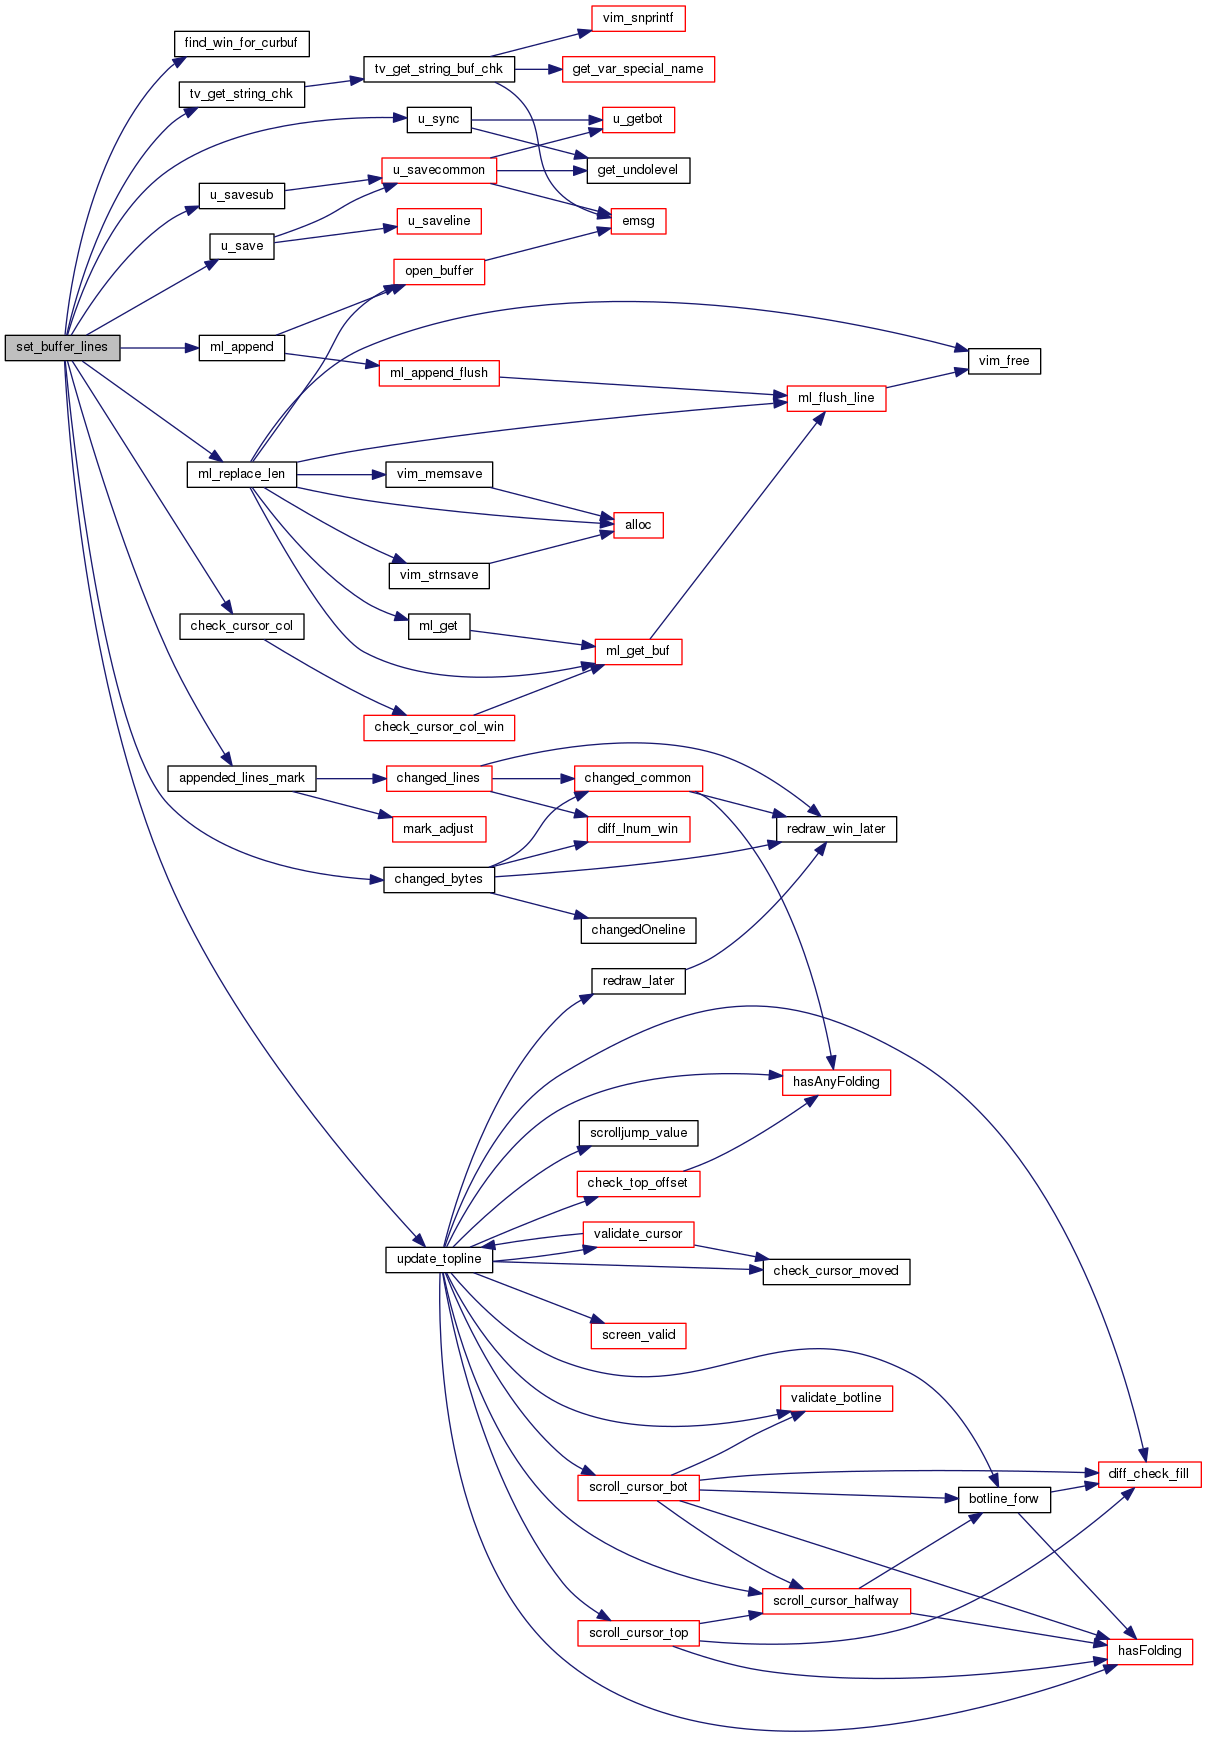 vim_snprintf
find_win_for_curbuf
tv_get_string_buf_chk
get_var_special_name
tv_get_string_chk
u_sync
u_getbot
u_savecommon
get_undolevel
u_savesub
u_saveline
emsg
u_save
open_buffer
set_buffer_lines
ml_append
vim_free
ml_append_flush
ml_flush_line
ml_replace_len
vim_memsave
alloc
vim_strnsave
check_cursor_col
ml_get
ml_get_buf
check_cursor_col_win
appended_lines_mark
changed_lines
changed_common
mark_adjust
diff_lnum_win
redraw_win_later
changed_bytes
changedOneline
redraw_later
hasAnyFolding
scrolljump_value
check_top_offset
validate_cursor
update_topline
check_cursor_moved
screen_valid
validate_botline
diff_check_fill
scroll_cursor_bot
botline_forw
scroll_cursor_halfway
scroll_cursor_top
hasFolding